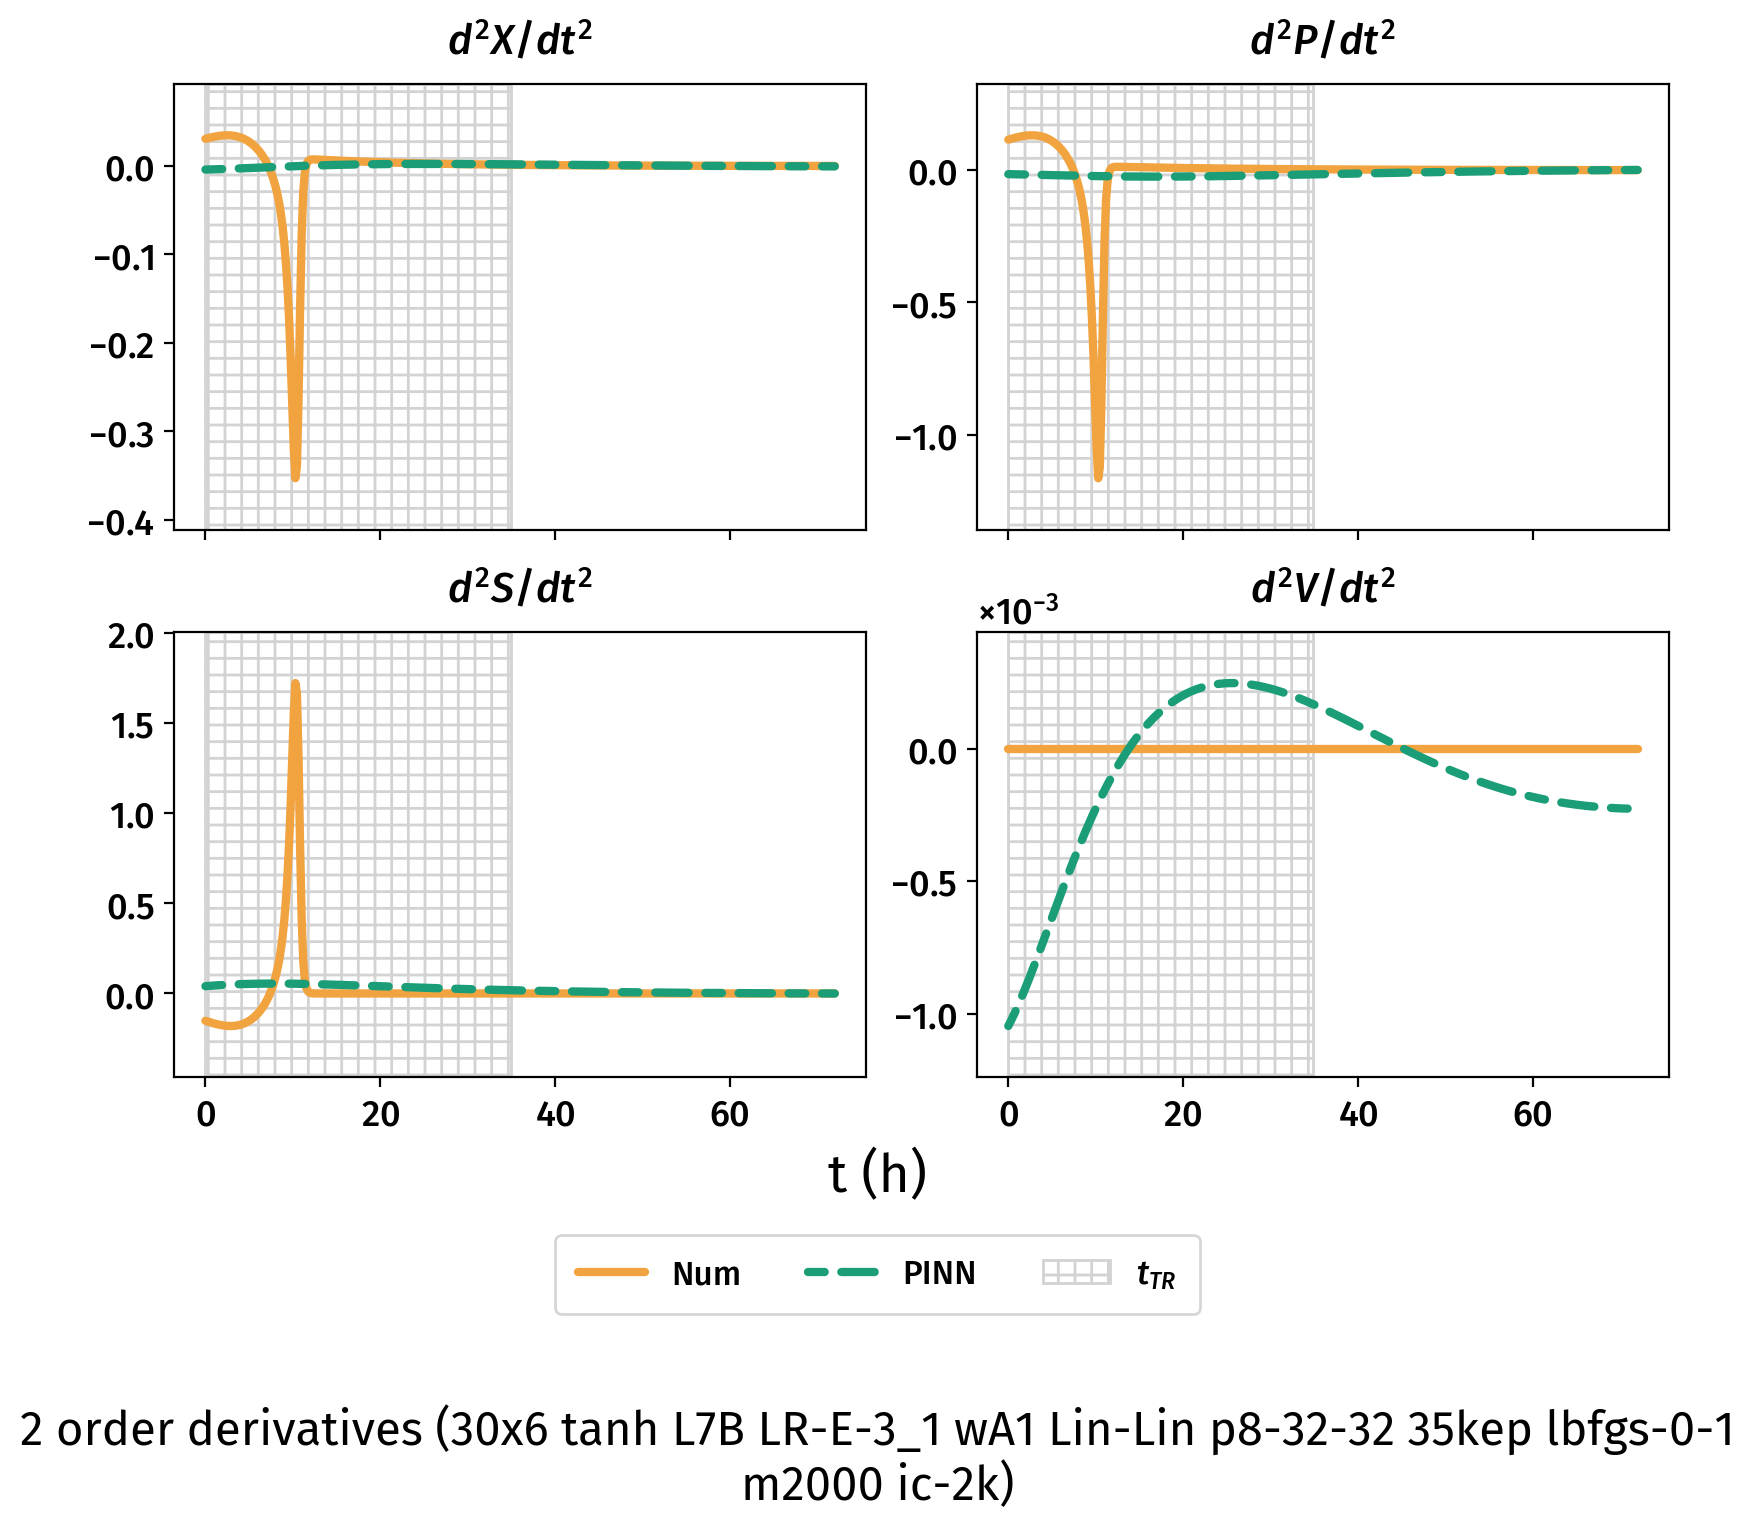 d²X/dt²
d²P/dt²
0.0
−0.1
−0.2
−0.3
−0.4
0.0
−0.5
−1.0
d²S/dt²
d²V/dt²
×10⁻³
2.0
1.5
1.0
0.5
0.0
0.0
−0.5
−1.0
0 20 40 60
0 20 40 60
t (h)
Num PINN t_TR
2 order derivatives (30x6 tanh L7B LR-E-3_1 wA1 Lin-Lin p8-32-32 35kep lbfgs-0-1
m2000 ic-2k)